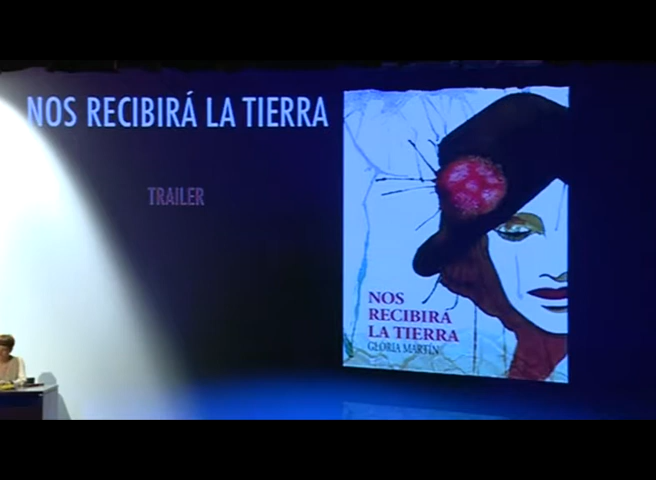 NOS RECIBIRÁ LA TIERRA
TRAILER
NOS
RECIBIRÁ
LA TIERRA
GLORIA MARTÍN